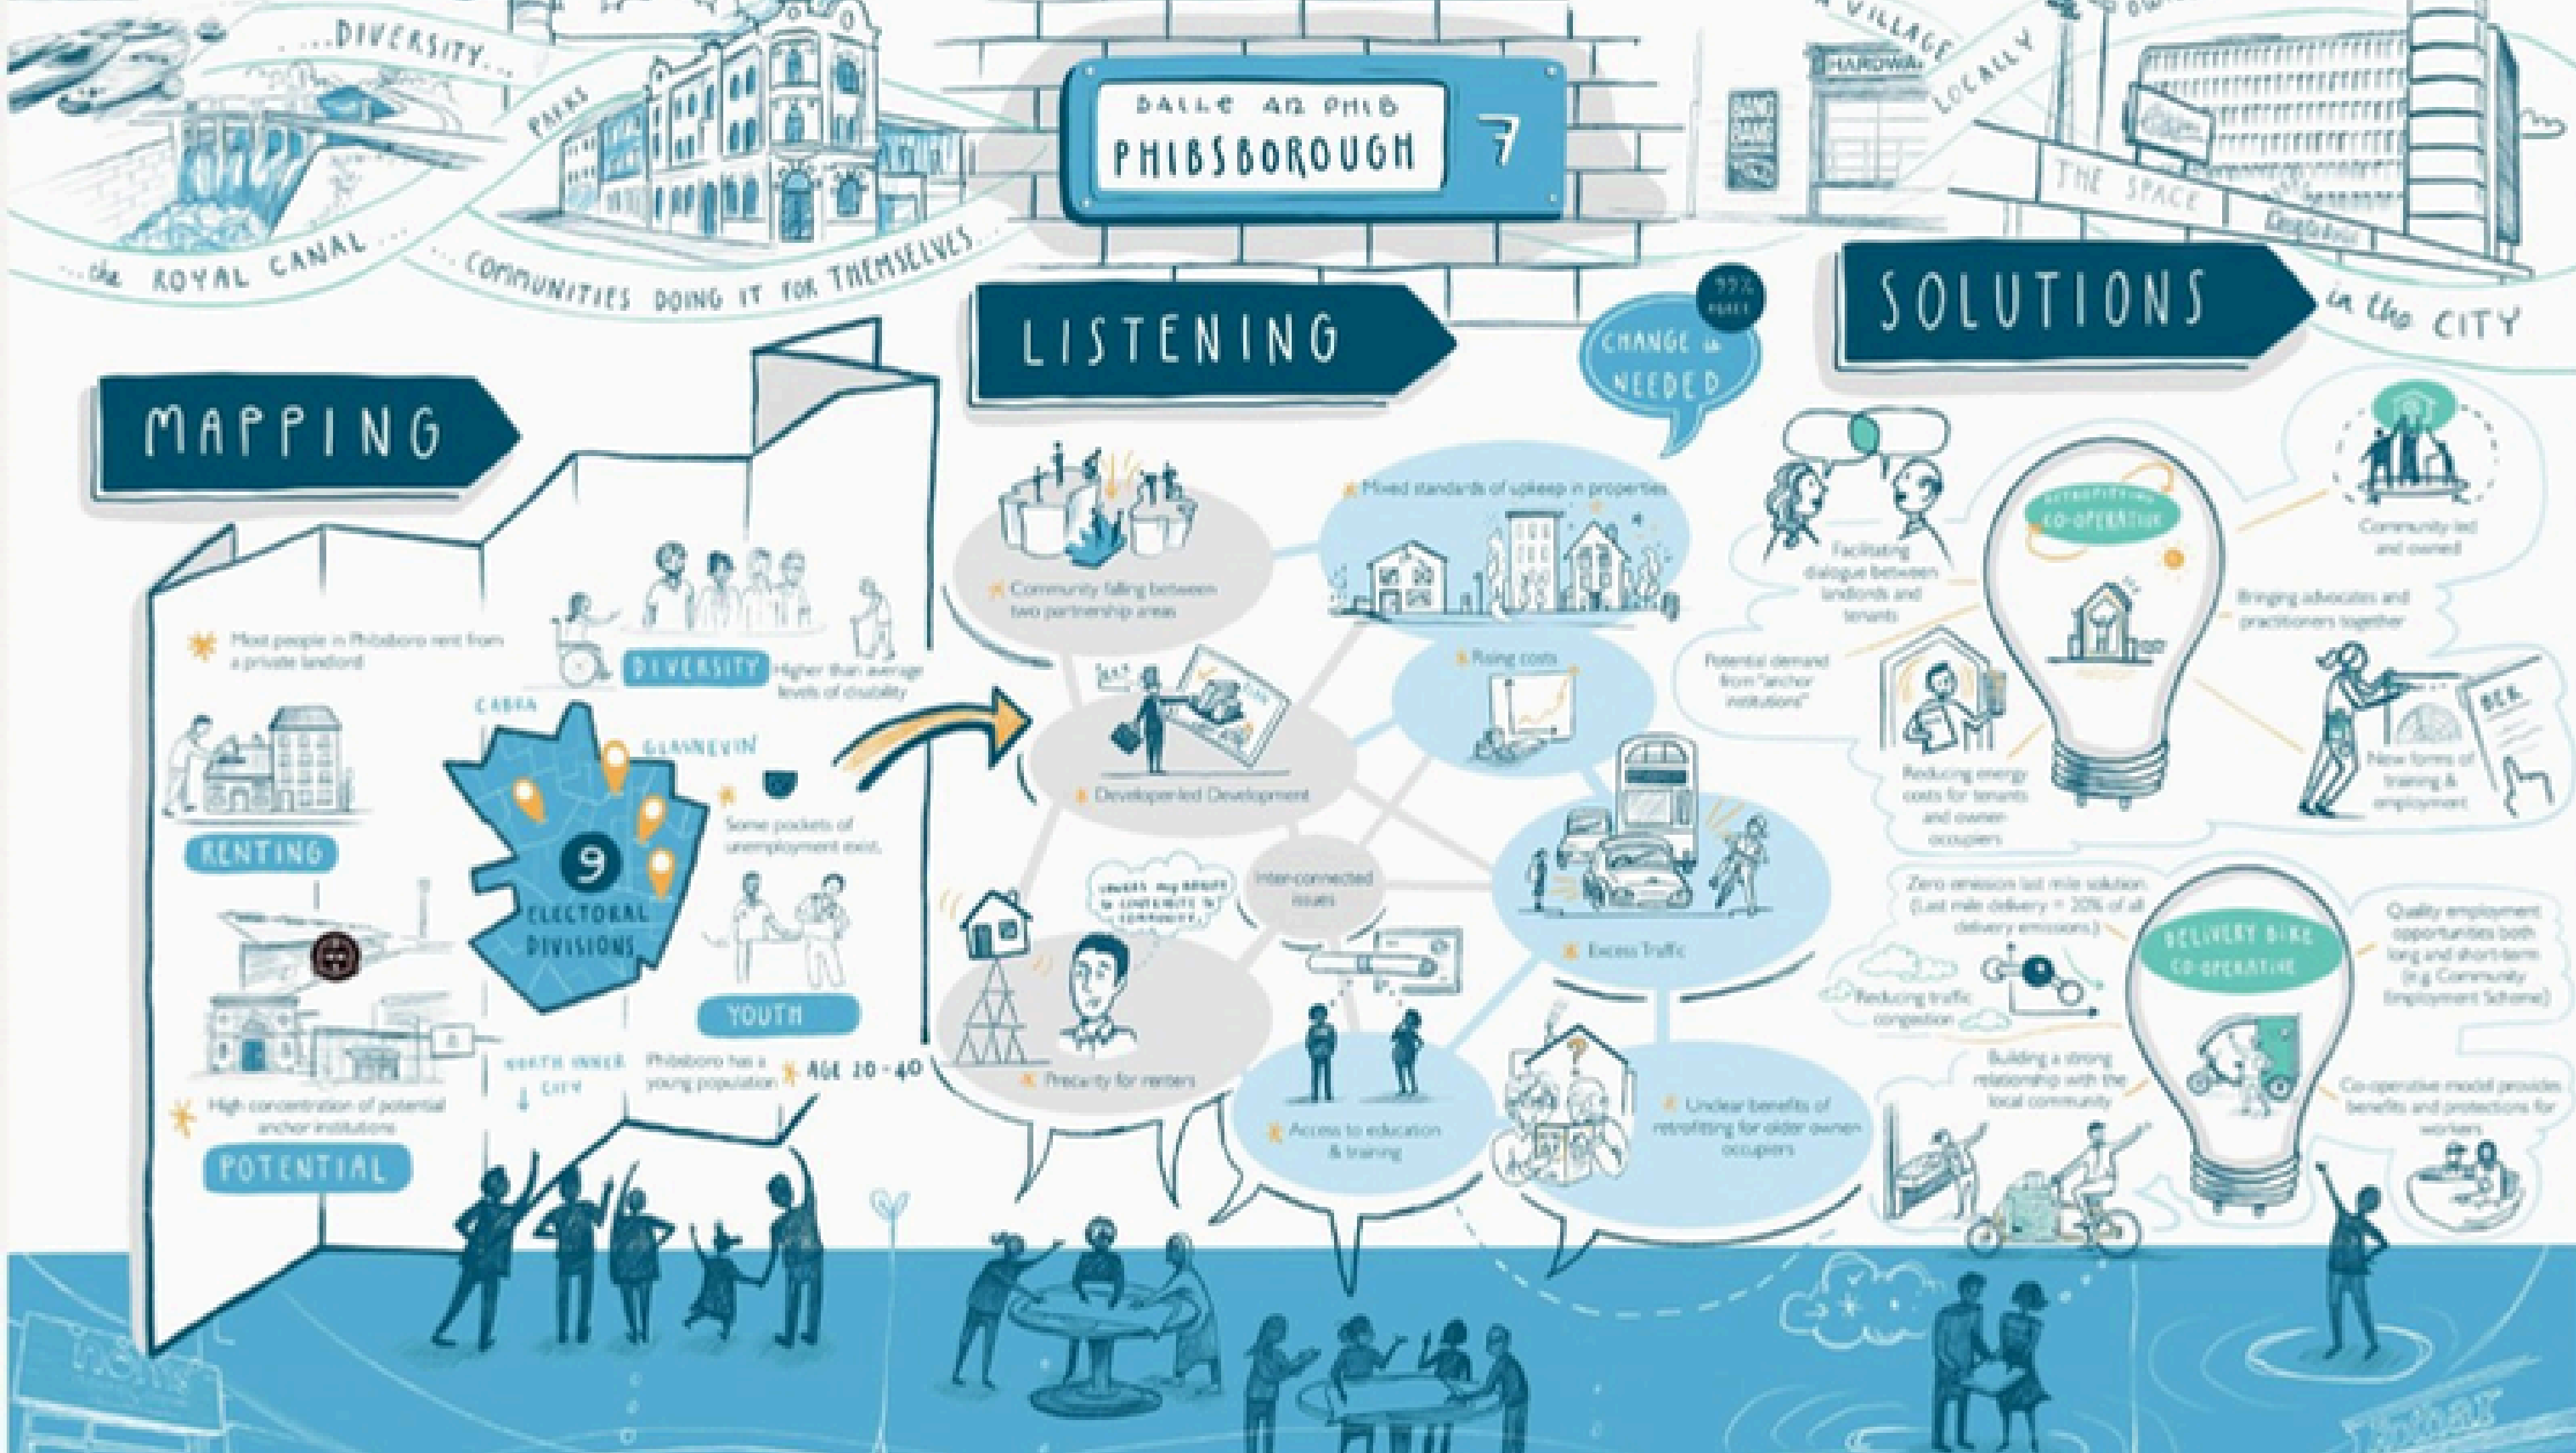 ...DIVERSITY...
PARKS
...the ROYAL CANAL...
...COMMUNITIES DOING IT FOR THEMSELVES...
BAILE AN PHIB
PHIBSBOROUGH
7
BANG
BANG
HARDWA
VILLAGE
LOCALLY
THE SPACE
in the CITY
MAPPING
Most people in Phibsboro rent from
a private landlord
RENTING
DIVERSITY
Higher than average
levels of disability
CABRA
GLASNEVIN
9
ELECTORAL
DIVISIONS
NORTH INNER
CITY
Some pockets of
unemployment exist.
YOUTH
Phibsboro has a
young population
AGE 20-40
High concentration of potential
anchor institutions
POTENTIAL
LISTENING
99%
CHANGE is
NEEDED
Community falling between
two partnership areas
Mixed standards of upkeep in properties
Rising costs
Developer-led Development
Inter-connected
issues
Excess Traffic
Precarity for renters
Access to education
& training
Unclear benefits of
retrofitting for older owner-
occupiers
SOLUTIONS
RETROFITTING
CO-OPERATIVE
Facilitating
dialogue between
landlords and
tenants
Potential demand
from "anchor
institutions"
Reducing energy
costs for tenants
and owner-
occupiers
Community-led
and owned
Bringing advocates and
practitioners together
BER
New forms of
training &
employment
DELIVERY BIKE
CO-OPERATIVE
Zero emission last mile solution.
(Last mile delivery = 20% of all
delivery emissions.)
Reducing traffic
congestion
Building a strong
relationship with the
local community
Quality employment
opportunities both
long and short-term
(e.g. Community
Employment Scheme)
Co-operative model provides
benefits and protections for
workers